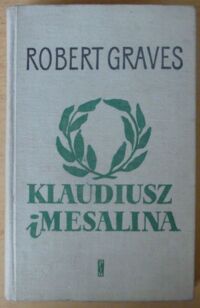 ROBERT GRAVES
KLAUDIUSZ
i MESALINA